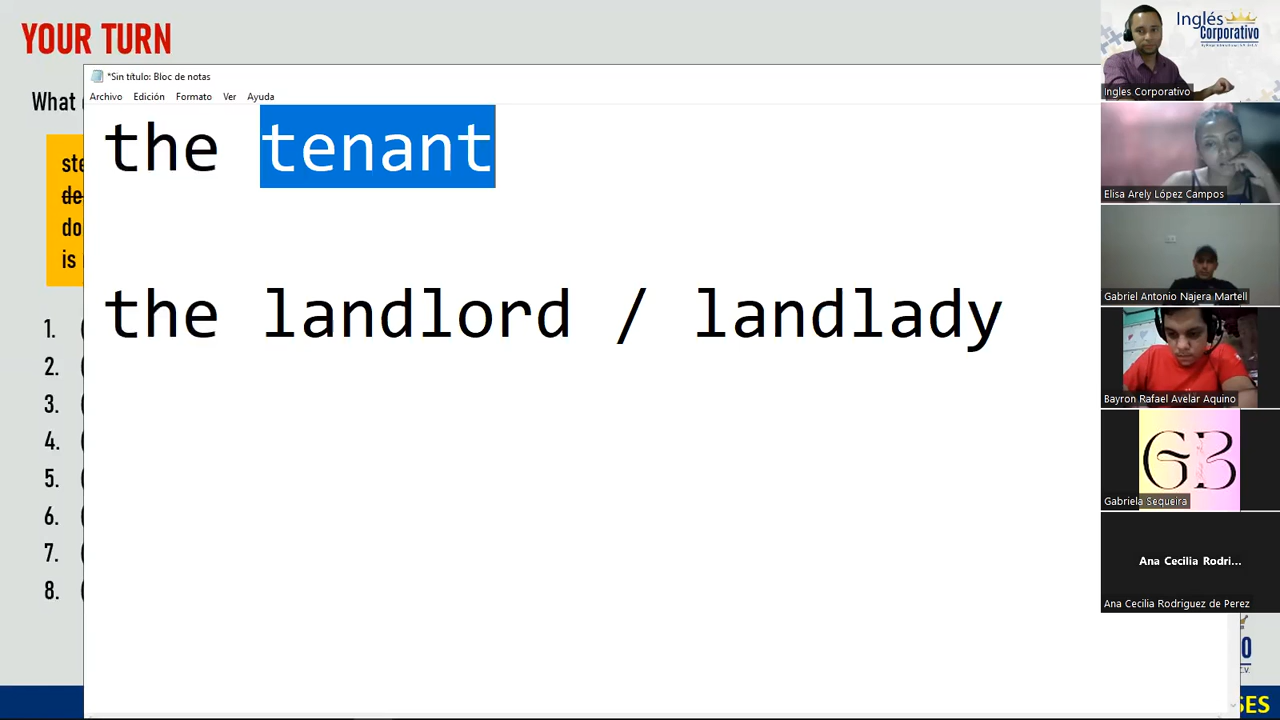 YOUR TURN
What
*Sin título: Bloc de notas
Archivo Edición Formato Ver Ayuda
the tenant
the landlord / landlady
is
1.
2.
3.
4.
5.
6.
7.
8.
Inglés
Corporativo
Ingles Corporativo
Elisa Arely López Campos
Gabriel Antonio Najera Martell
Bayron Rafael Avelar Aquino
GB
Gabriela Sequeira
Ana Cecilia Rodri...
Ana Cecilia Rodriguez de Perez